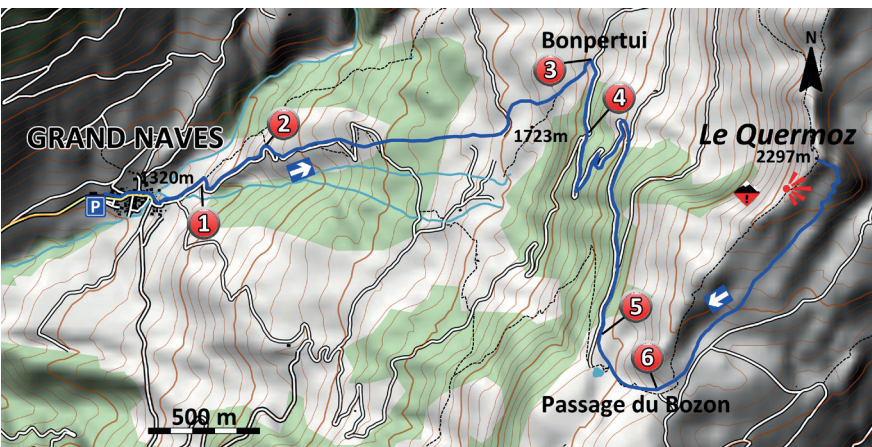 Bonpertui
N
3
4
2
1723m
Le Quermoz
2297m
GRAND NAVES
1320m
P
1
5
6
Passage du Bozon
500 m